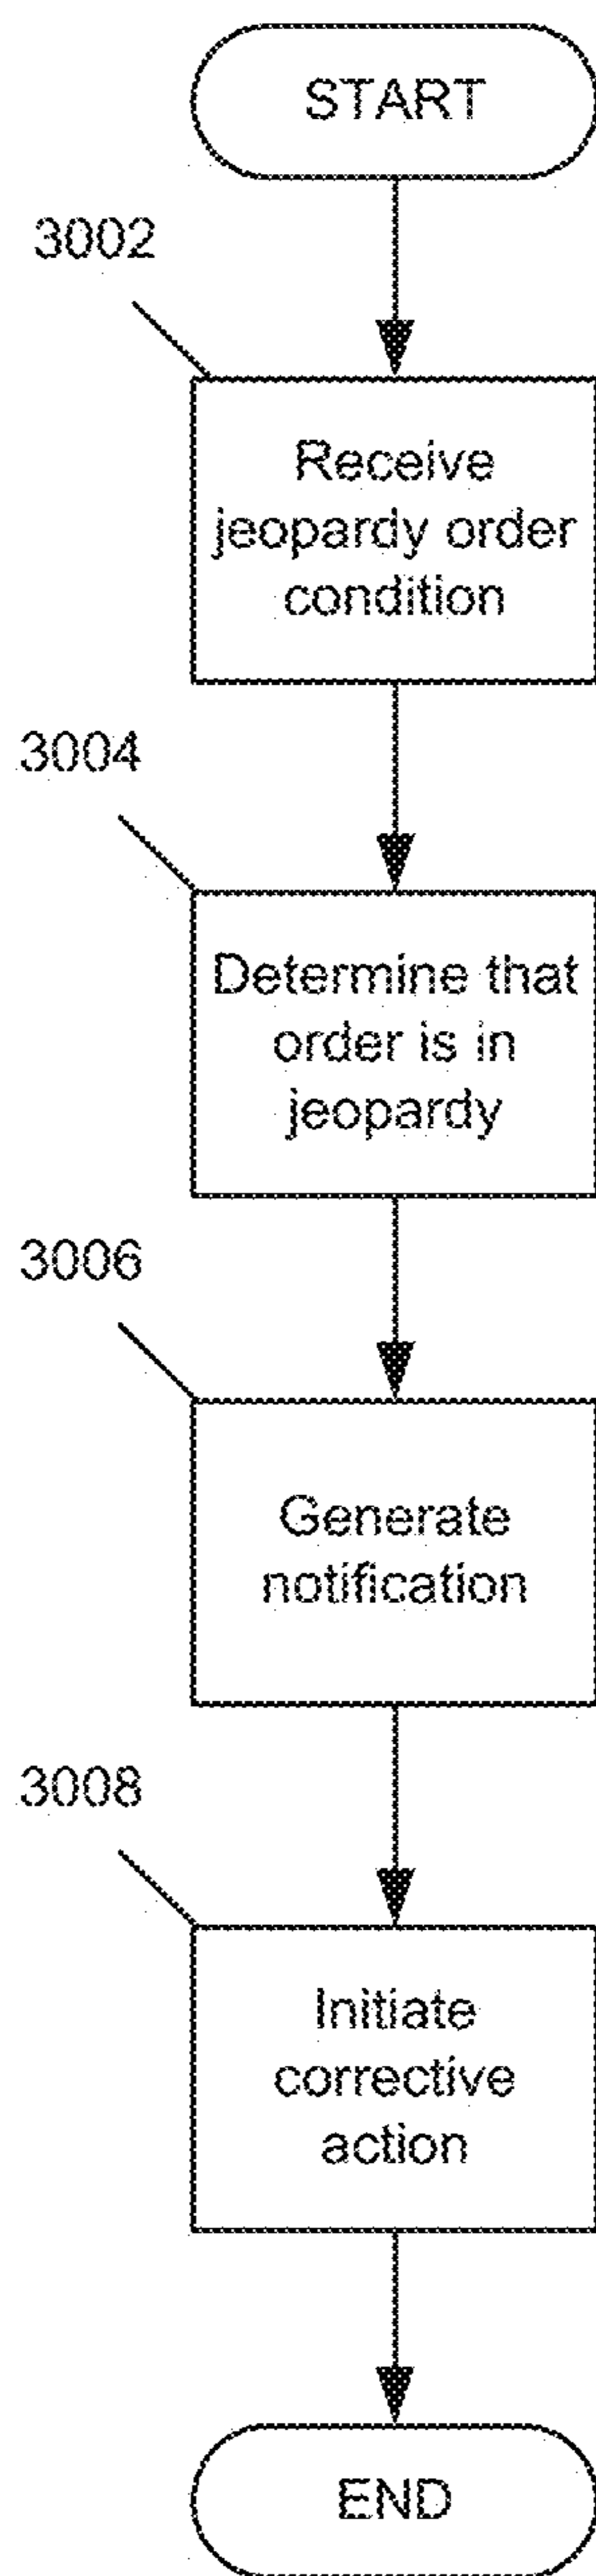 START
3002
Receive
jeopardy order
condition
3004
Determine that
order is in
jeopardy
3006
Generate
notification
3008
Initiate
corrective
action
END